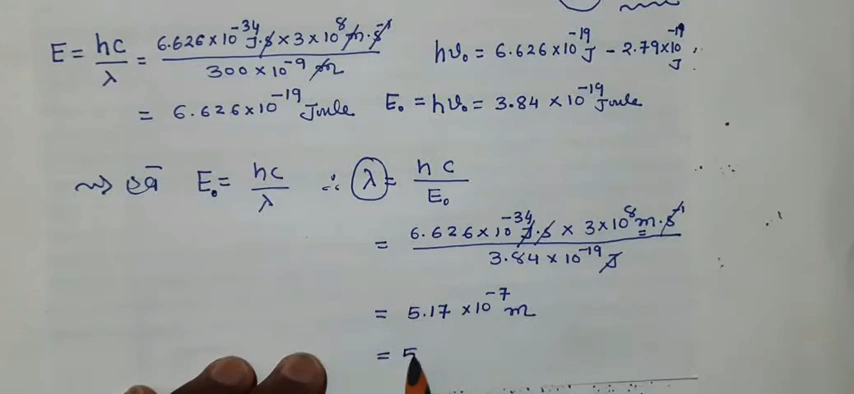 E = hc/λ = 6.626×10⁻³⁴ J.s × 3×10⁸ m.s⁻¹ / 300×10⁻⁹ m
hν₀ = 6.626×10⁻¹⁹ J − 2.79×10⁻¹⁹ J
= 6.626×10⁻¹⁹ Joule
E₀ = hν₀ = 3.84×10⁻¹⁹ Joule
E₀ = hc/λ ∴ λ = hc/E₀
= 6.626×10⁻³⁴ J.s × 3×10⁸ m.s⁻¹ / 3.84×10⁻¹⁹ J
= 5.17×10⁻⁷ m
= 5